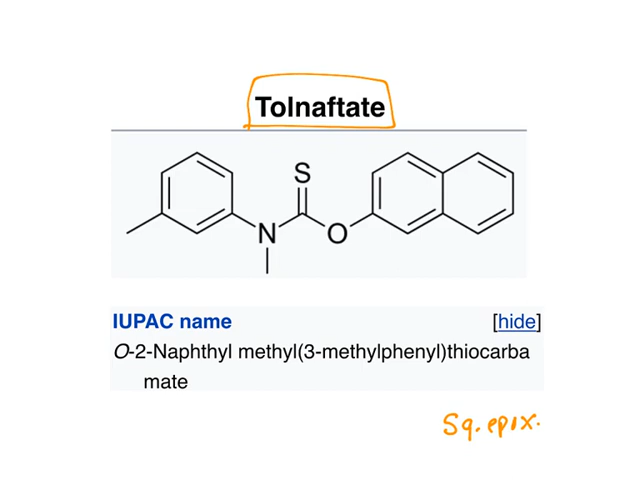 Tolnaftate
S
N
O
IUPAC name [hide]
O-2-Naphthyl methyl(3-methylphenyl)thiocarba
mate
Sq. epix.